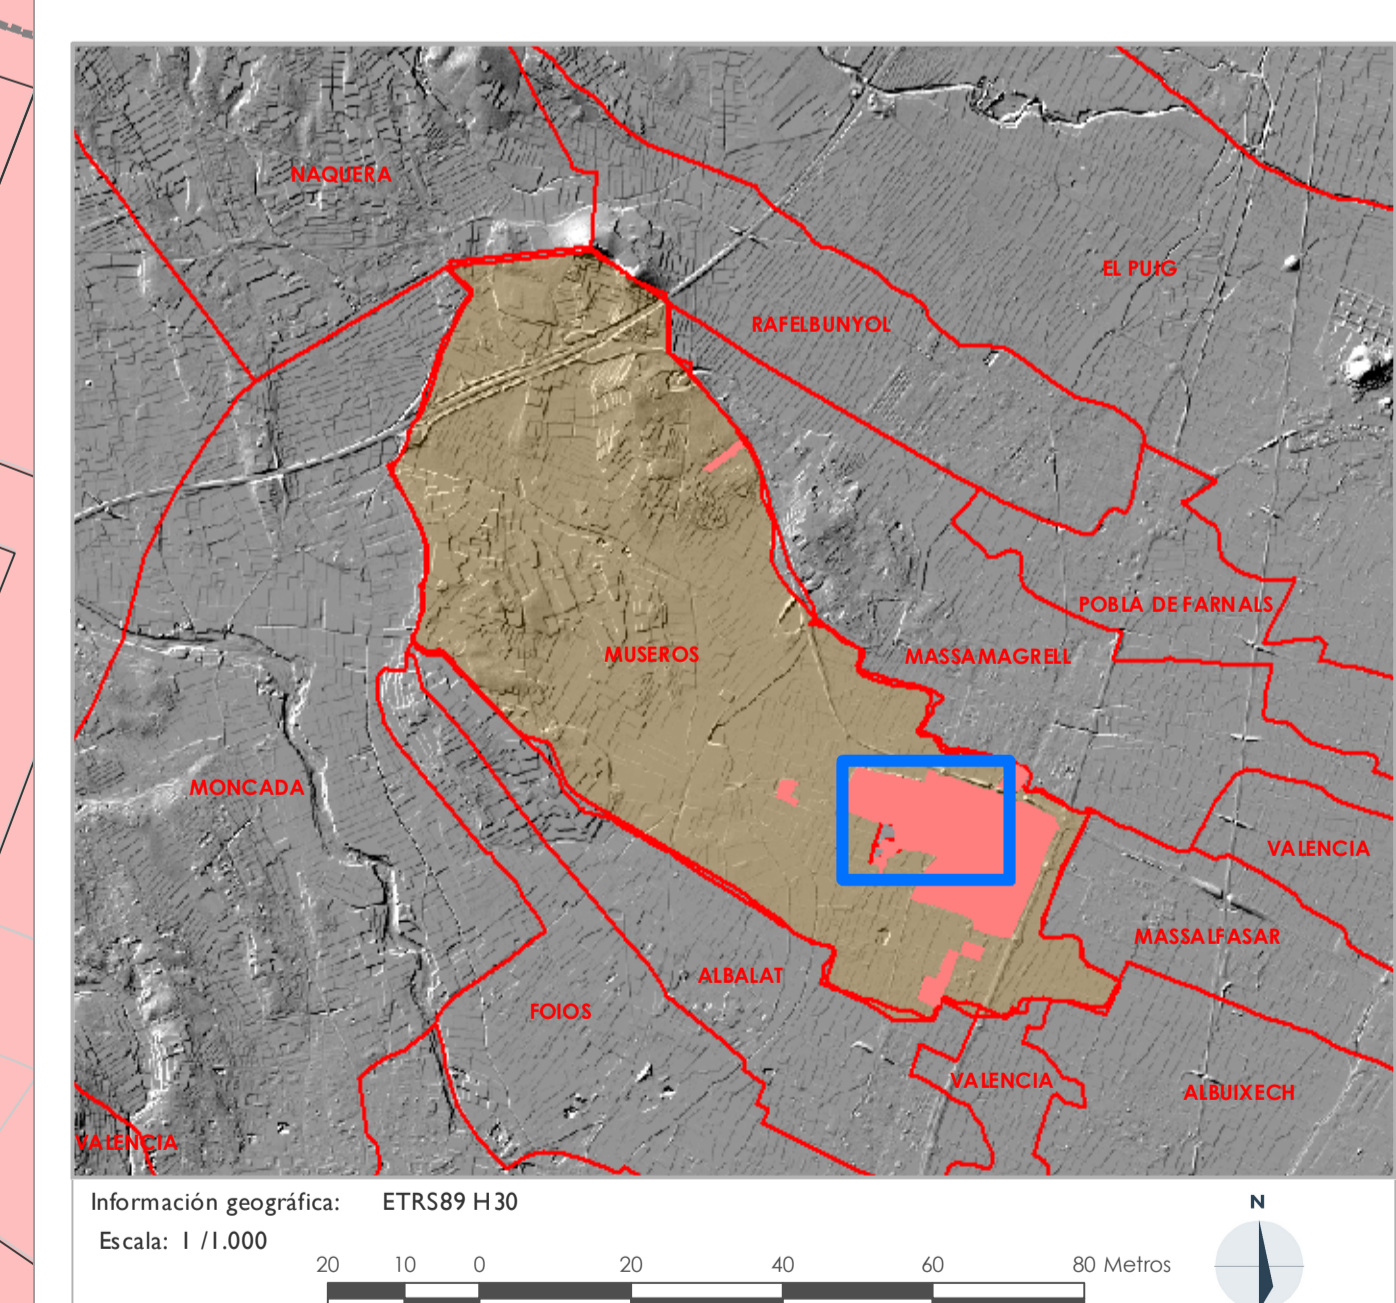 NAQUERA
EL PUIG
RAFELBUNYOL
POBLA DE FARNALS
MUSEROS
MASSAMAGRELL
MONCADA
VALENCIA
MASSALFASAR
ALBALAT
FOIOS
VALENCIA
ALBUIXECH
VALENCIA
Información geográfica: ETRS89 H30
N
Escala: 1 /1.000
20 10 0 20 40 60 80 Metros